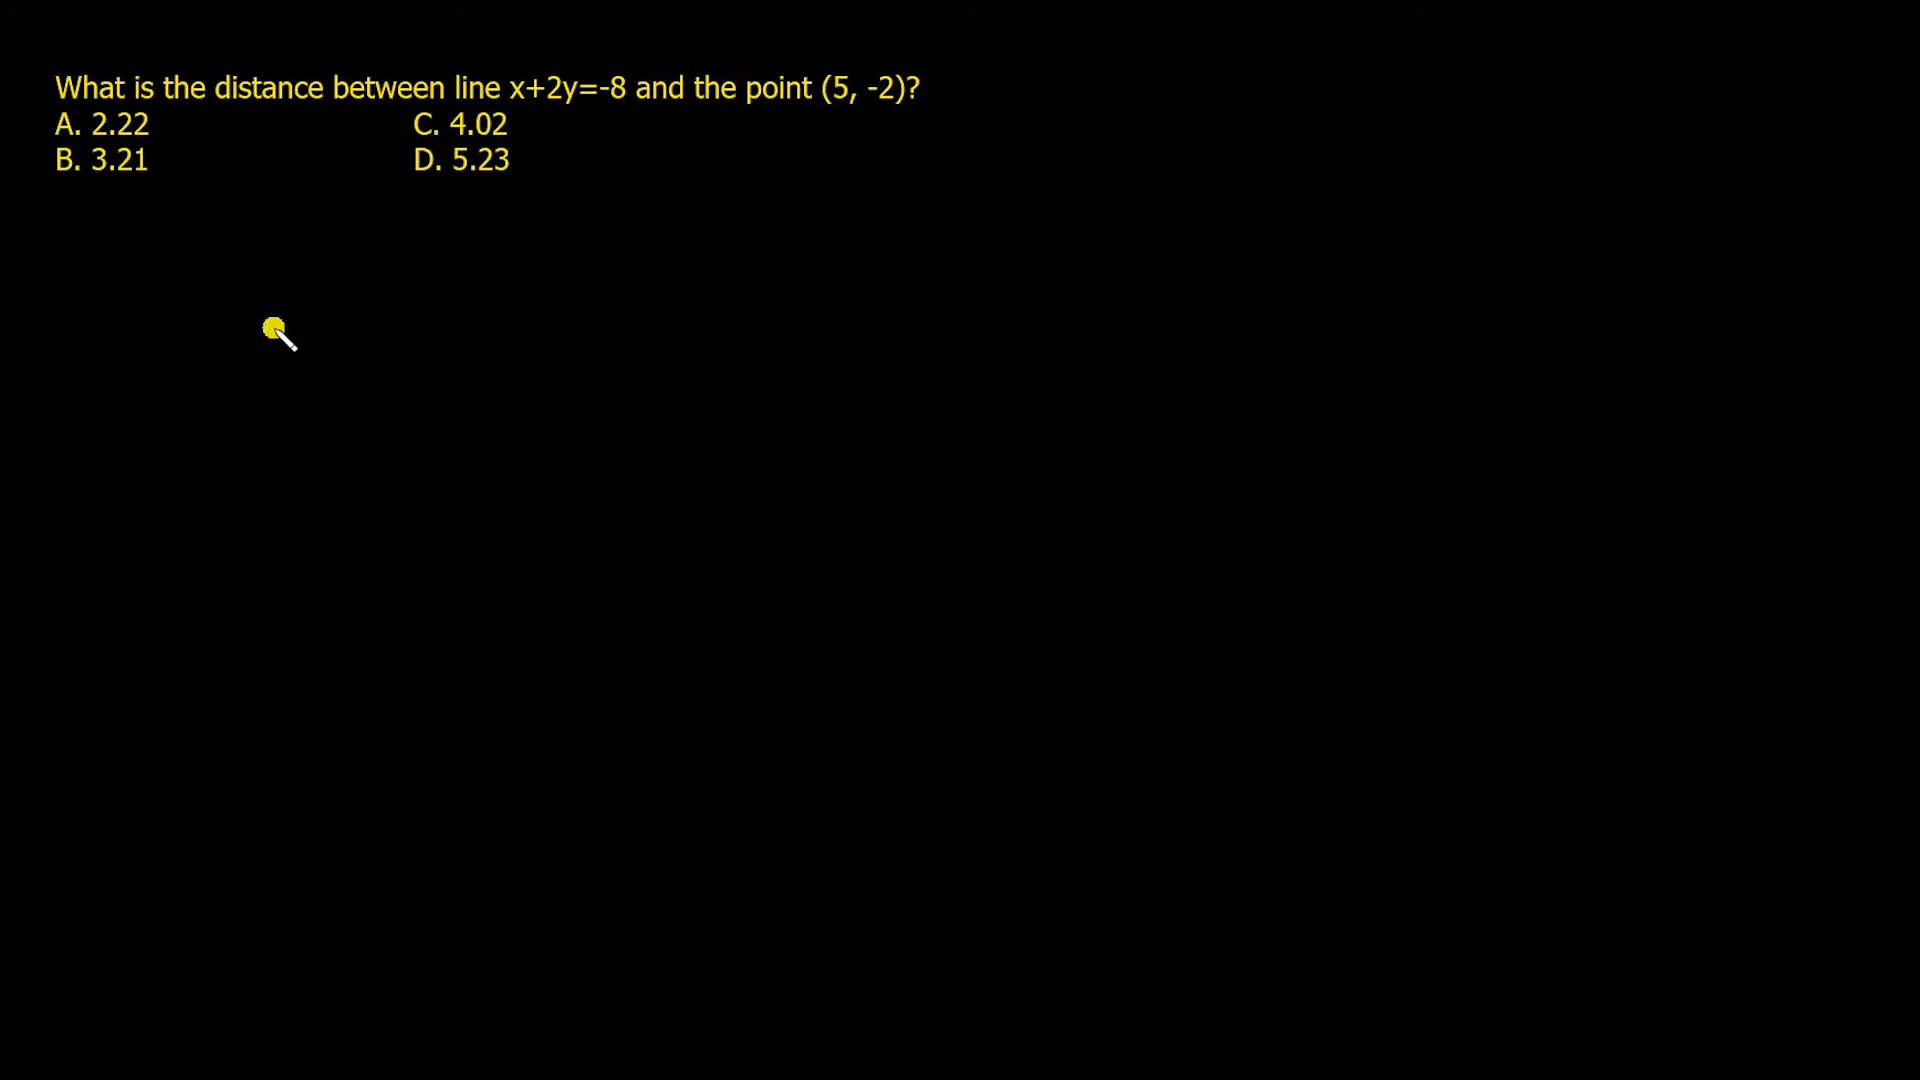 What is the distance between line x+2y=-8 and the point (5, -2)?
A. 2.22 C. 4.02
B. 3.21 D. 5.23